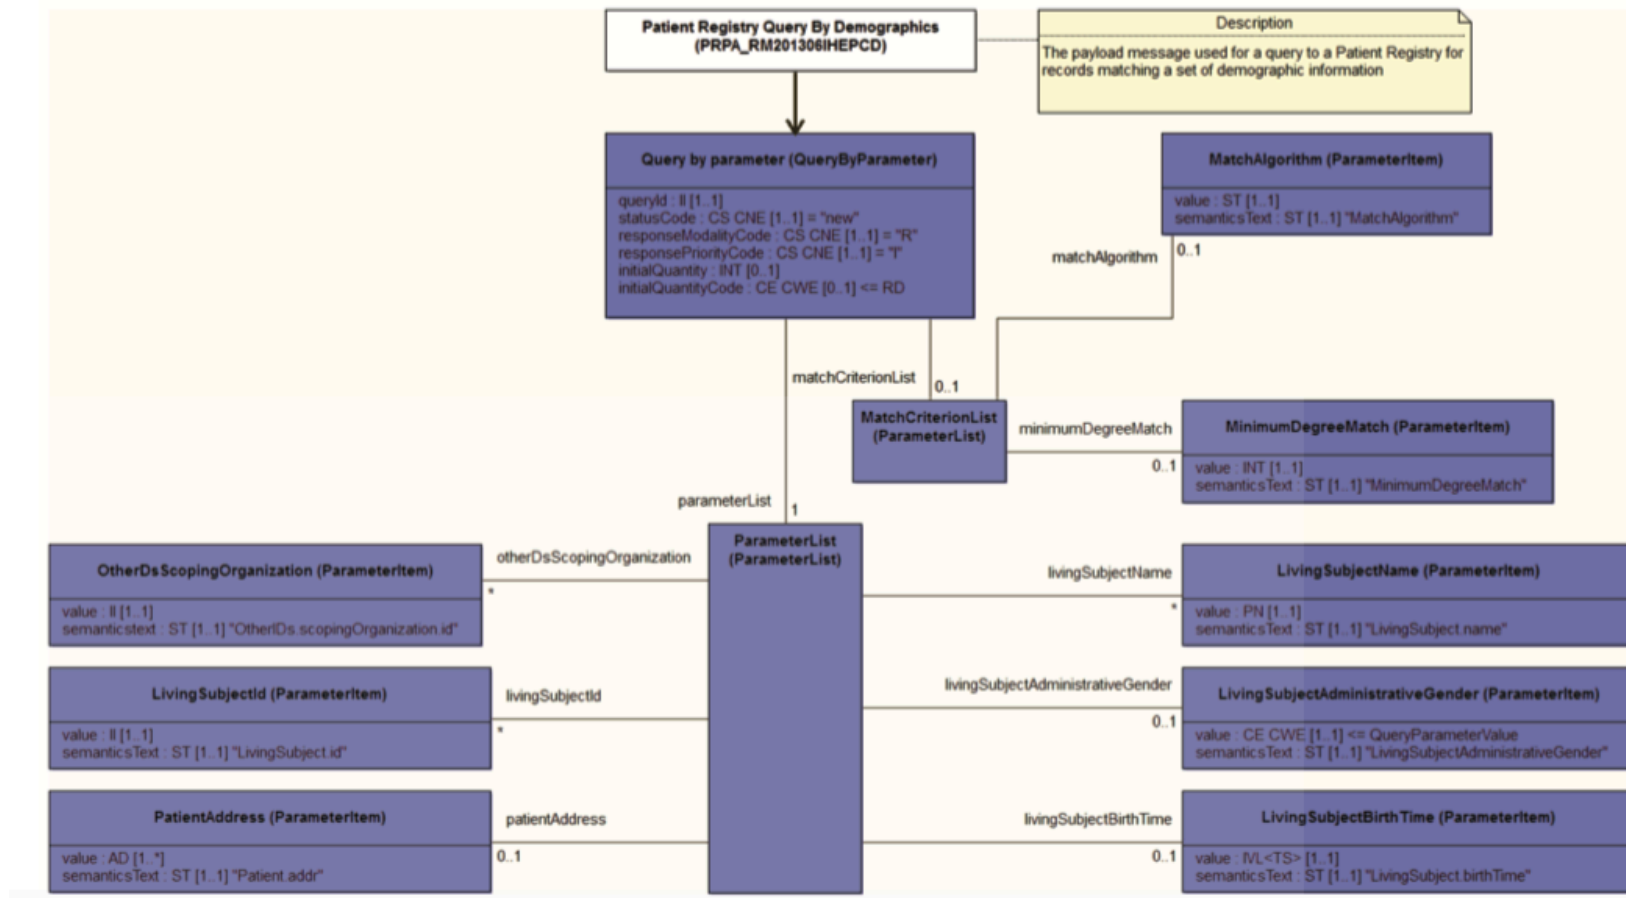 Patient Registry Query By Demographics
(PRPA_RM201306IHEPCD)
Description
The payload message used for a query to a Patient Registry for
records matching a set of demographic information
Query by parameter (QueryByParameter)
queryId : II [1..1]
statusCode : CS CNE [1..1] = "new"
responseModalityCode : CS CNE [1..1] = "R"
responsePriorityCode : CS CNE [1..1] = "I"
initialQuantity : INT [0..1]
initialQuantityCode : CE CWE [0..1] <= RD
MatchAlgorithm (ParameterItem)
value : ST [1..1]
semanticsText : ST [1..1] "MatchAlgorithm"
matchAlgorithm
0..1
matchCriterionList
0..1
MatchCriterionList
(ParameterList)
minimumDegreeMatch
0..1
MinimumDegreeMatch (ParameterItem)
value : INT [1..1]
semanticsText : ST [1..1] "MinimumDegreeMatch"
parameterList
1
ParameterList
(ParameterList)
OtherDsScopingOrganization (ParameterItem)
value : II [1..1]
semanticstext : ST [1..1] "OtherIDs.scopingOrganization.id"
otherDsScopingOrganization
*
livingSubjectName
*
LivingSubjectName (ParameterItem)
value : PN [1..1]
semanticsText : ST [1..1] "LivingSubject.name"
LivingSubjectId (ParameterItem)
value : II [1..1]
semanticsText : ST [1..1] "LivingSubject.id"
livingSubjectId
*
livingSubjectAdministrativeGender
0..1
LivingSubjectAdministrativeGender (ParameterItem)
value : CE CWE [1..1] <= QueryParameterValue
semanticsText : ST [1..1] "LivingSubjectAdministrativeGender"
PatientAddress (ParameterItem)
value : AD [1..*]
semanticsText : ST [1..1] "Patient.addr"
patientAddress
0..1
livingSubjectBirthTime
0..1
LivingSubjectBirthTime (ParameterItem)
value : IVL<TS> [1..1]
semanticsText : ST [1..1] "LivingSubject.birthTime"